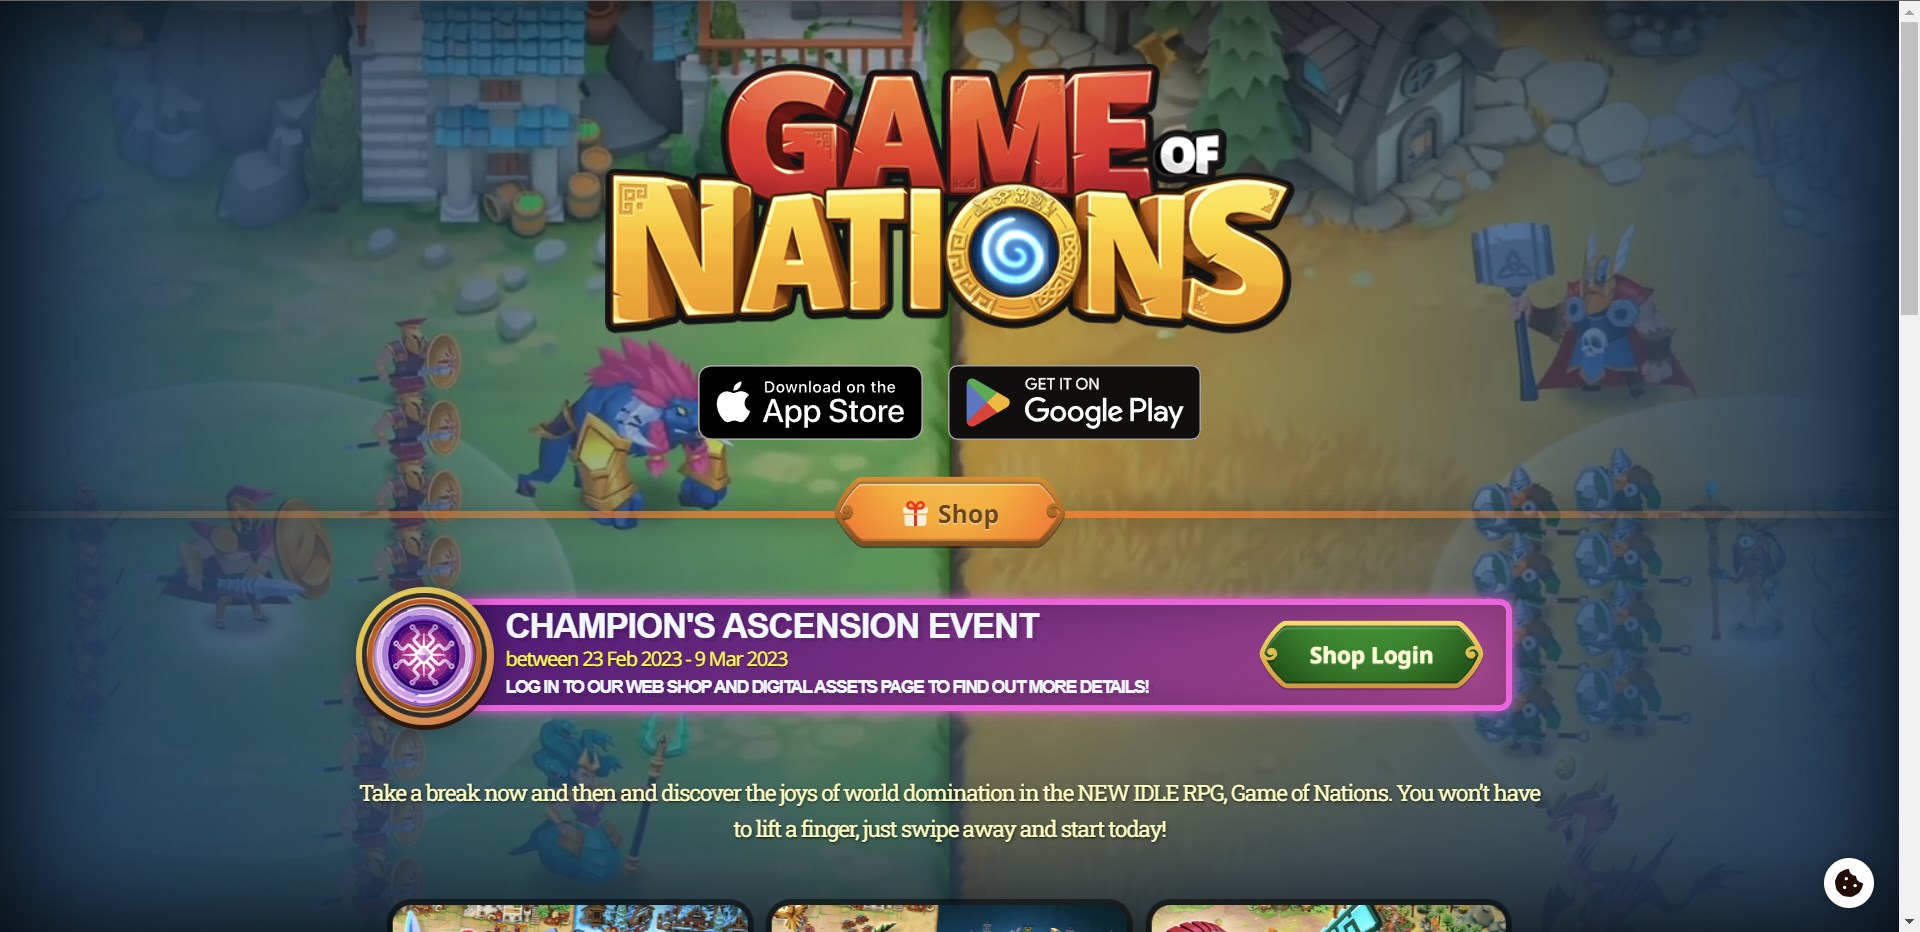 GAME OF
NATIONS
Download on the
App Store
GET IT ON
Google Play
Shop
CHAMPION'S ASCENSION EVENT
between 23 Feb 2023 - 9 Mar 2023
LOG IN TO OUR WEB SHOP AND DIGITAL ASSETS PAGE TO FIND OUT MORE DETAILS!
Shop Login
Take a break now and then and discover the joys of world domination in the NEW IDLE RPG, Game of Nations. You won't have
to lift a finger, just swipe away and start today!